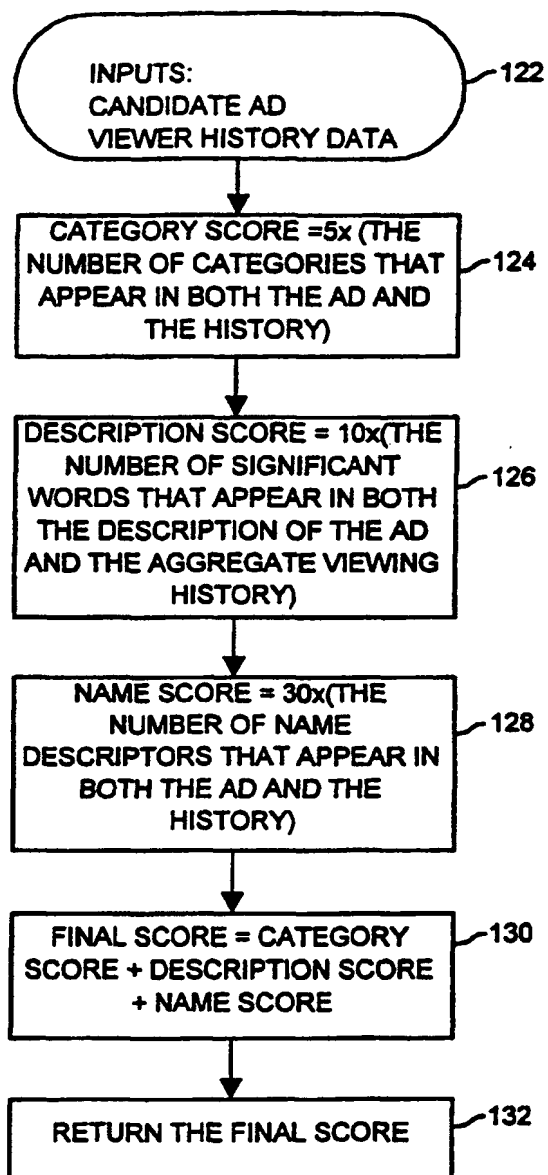 INPUTS:
CANDIDATE AD
VIEWER HISTORY DATA
122
CATEGORY SCORE =5x (THE
NUMBER OF CATEGORIES THAT
APPEAR IN BOTH THE AD AND
THE HISTORY)
124
DESCRIPTION SCORE = 10x(THE
NUMBER OF SIGNIFICANT
WORDS THAT APPEAR IN BOTH
THE DESCRIPTION OF THE AD
AND THE AGGREGATE VIEWING
HISTORY)
126
NAME SCORE = 30x(THE
NUMBER OF NAME
DESCRIPTORS THAT APPEAR IN
BOTH THE AD AND THE
HISTORY)
128
FINAL SCORE = CATEGORY
SCORE + DESCRIPTION SCORE
+ NAME SCORE
130
RETURN THE FINAL SCORE
132